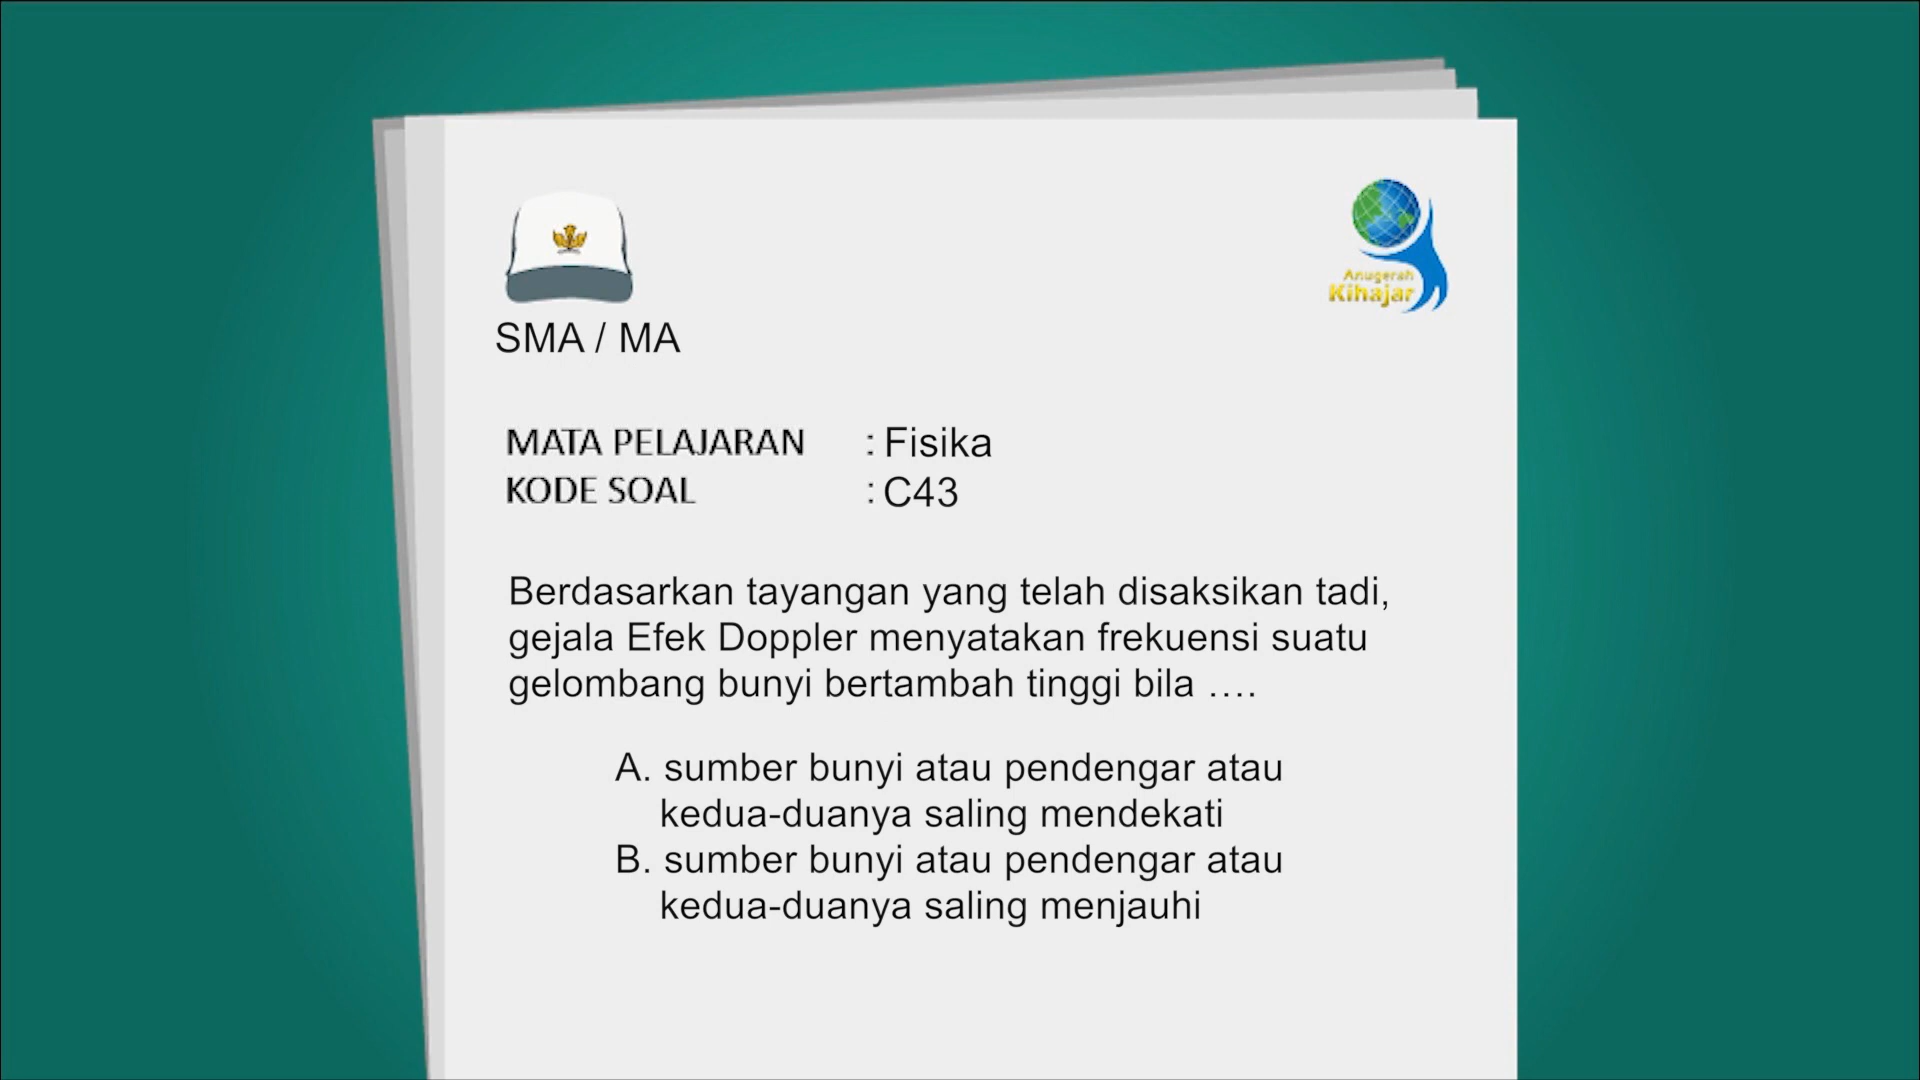 Anugerah
Kihajar
SMA / MA
MATA PELAJARAN : Fisika
KODE SOAL : C43
Berdasarkan tayangan yang telah disaksikan tadi,
gejala Efek Doppler menyatakan frekuensi suatu
gelombang bunyi bertambah tinggi bila ....
A. sumber bunyi atau pendengar atau
kedua-duanya saling mendekati
B. sumber bunyi atau pendengar atau
kedua-duanya saling menjauhi